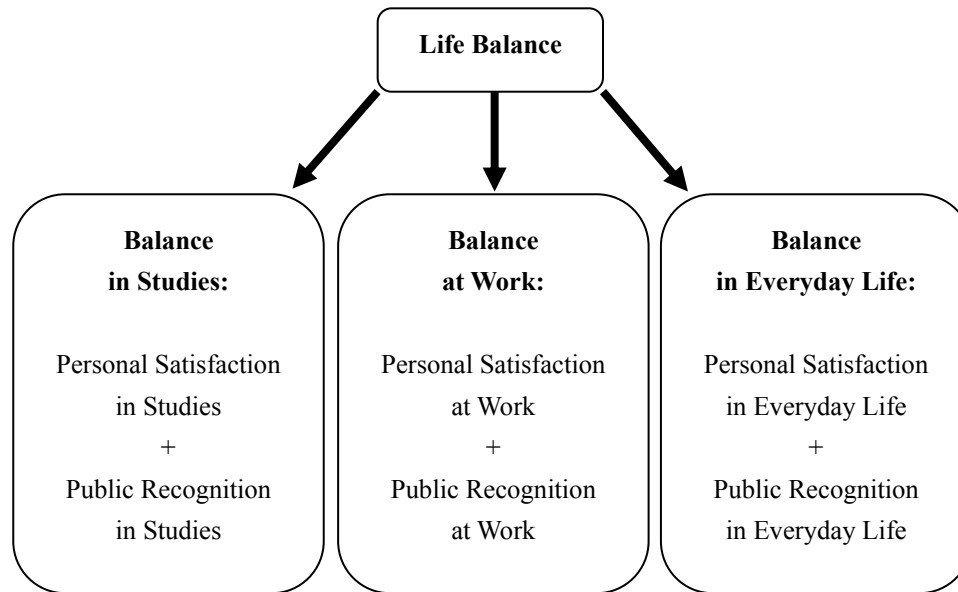 Life Balance
Balance
in Studies:
Personal Satisfaction
in Studies
+
Public Recognition
in Studies
Balance
at Work:
Personal Satisfaction
at Work
+
Public Recognition
at Work
Balance
in Everyday Life:
Personal Satisfaction
in Everyday Life
+
Public Recognition
in Everyday Life